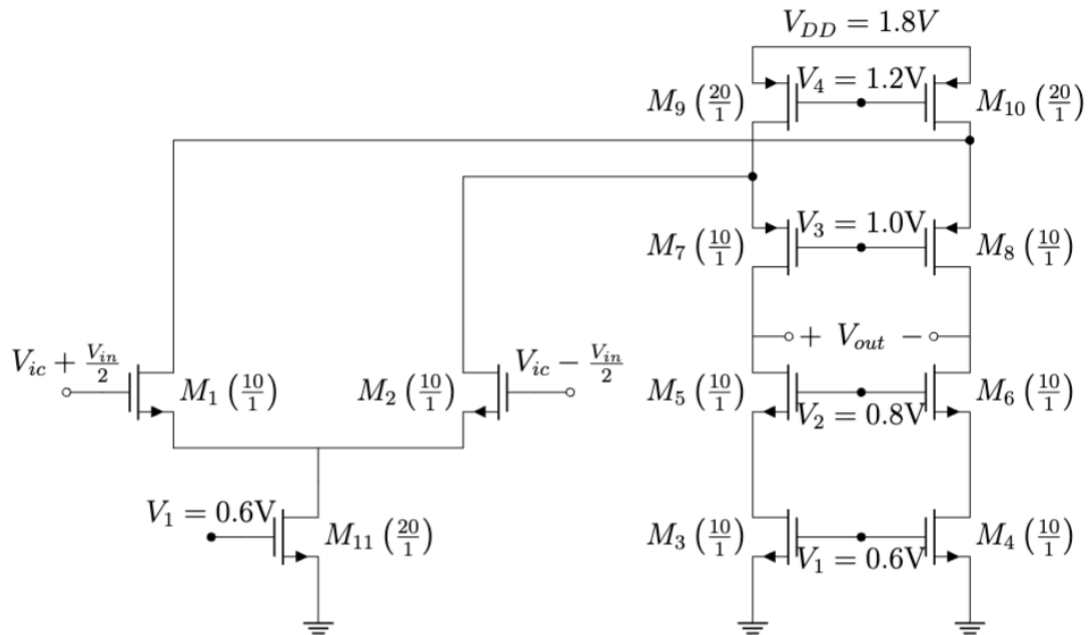 V_{DD} = 1.8V
M_9 (20/1) V_4 = 1.2V M_{10} (20/1)
M_7 (10/1) V_3 = 1.0V M_8 (10/1)
+ V_{out} −
V_{ic} + V_{in}/2 M_1 (10/1) M_2 (10/1) V_{ic} − V_{in}/2 M_5 (10/1) V_2 = 0.8V M_6 (10/1)
V_1 = 0.6V M_{11} (20/1) M_3 (10/1) V_1 = 0.6V M_4 (10/1)